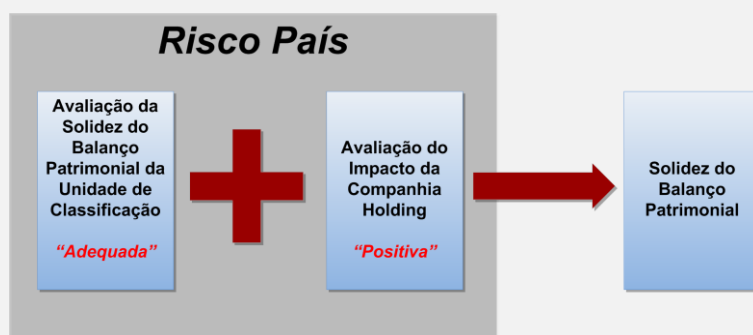 Risco País
Avaliação da
Solidez do
Balanço
Patrimonial da
Unidade de
Classificação
“Adequada”
Avaliação do
Impacto da
Companhia
Holding
“Positiva”
Solidez do
Balanço
Patrimonial